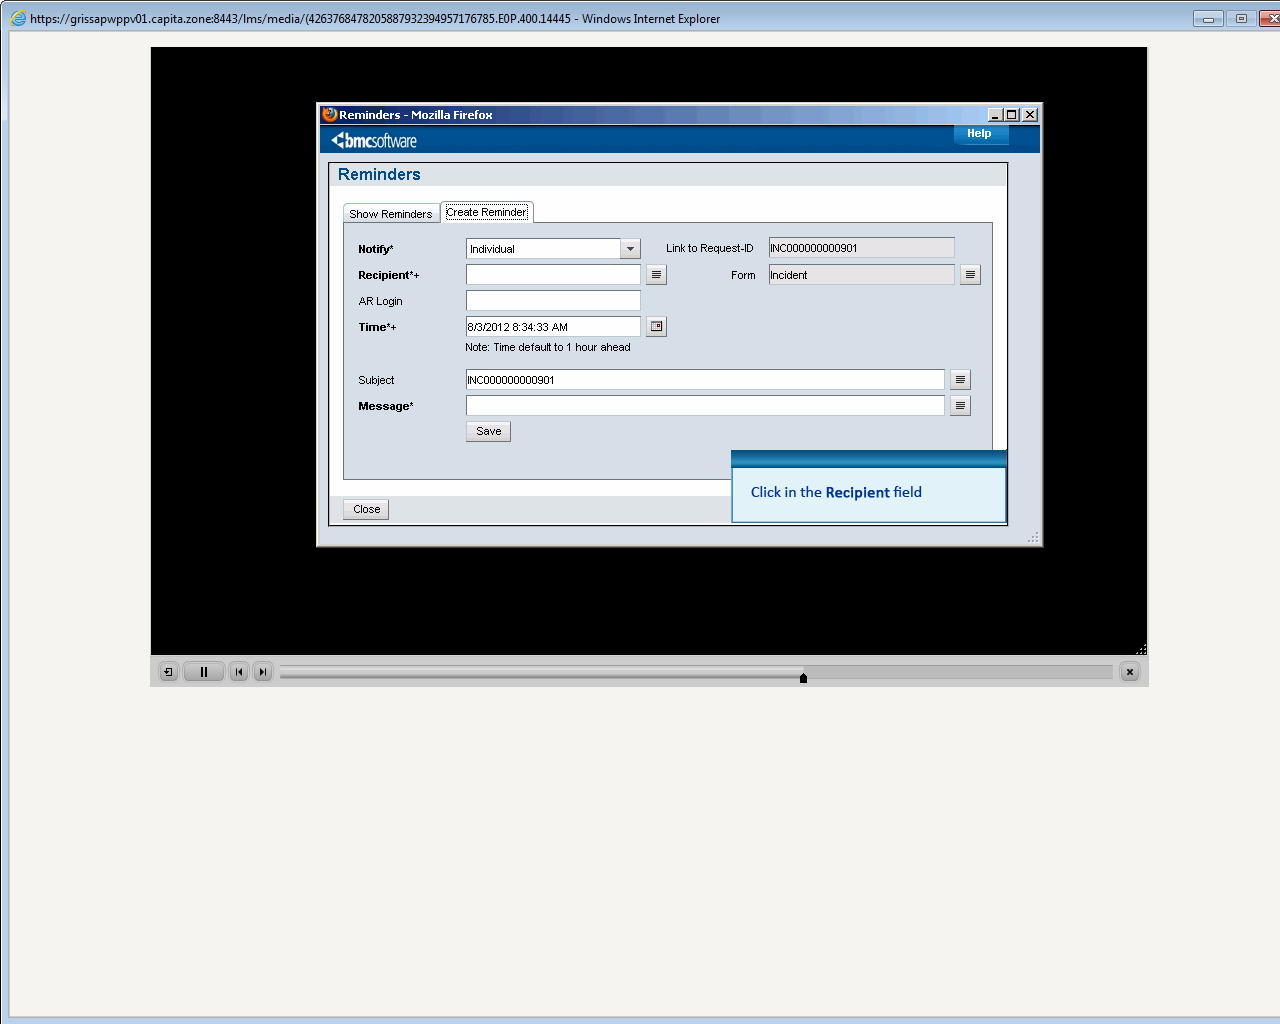 https://grissapwppv01.capita.zone:8443/lms/media/(4263768478205887932394957176785.E0P.400.14445 - Windows Internet Explorer
Reminders - Mozilla Firefox
bmcsoftware
Help
Reminders
Show Reminders
Create Reminder
Notify*
Individual
Link to Request-ID
INC000000000901
Recipient*+
Form
Incident
AR Login
Time*+
8/3/2012 8:34:33 AM
Note: Time default to 1 hour ahead
Subject
INC000000000901
Message*
Save
Click in the Recipient field
Close